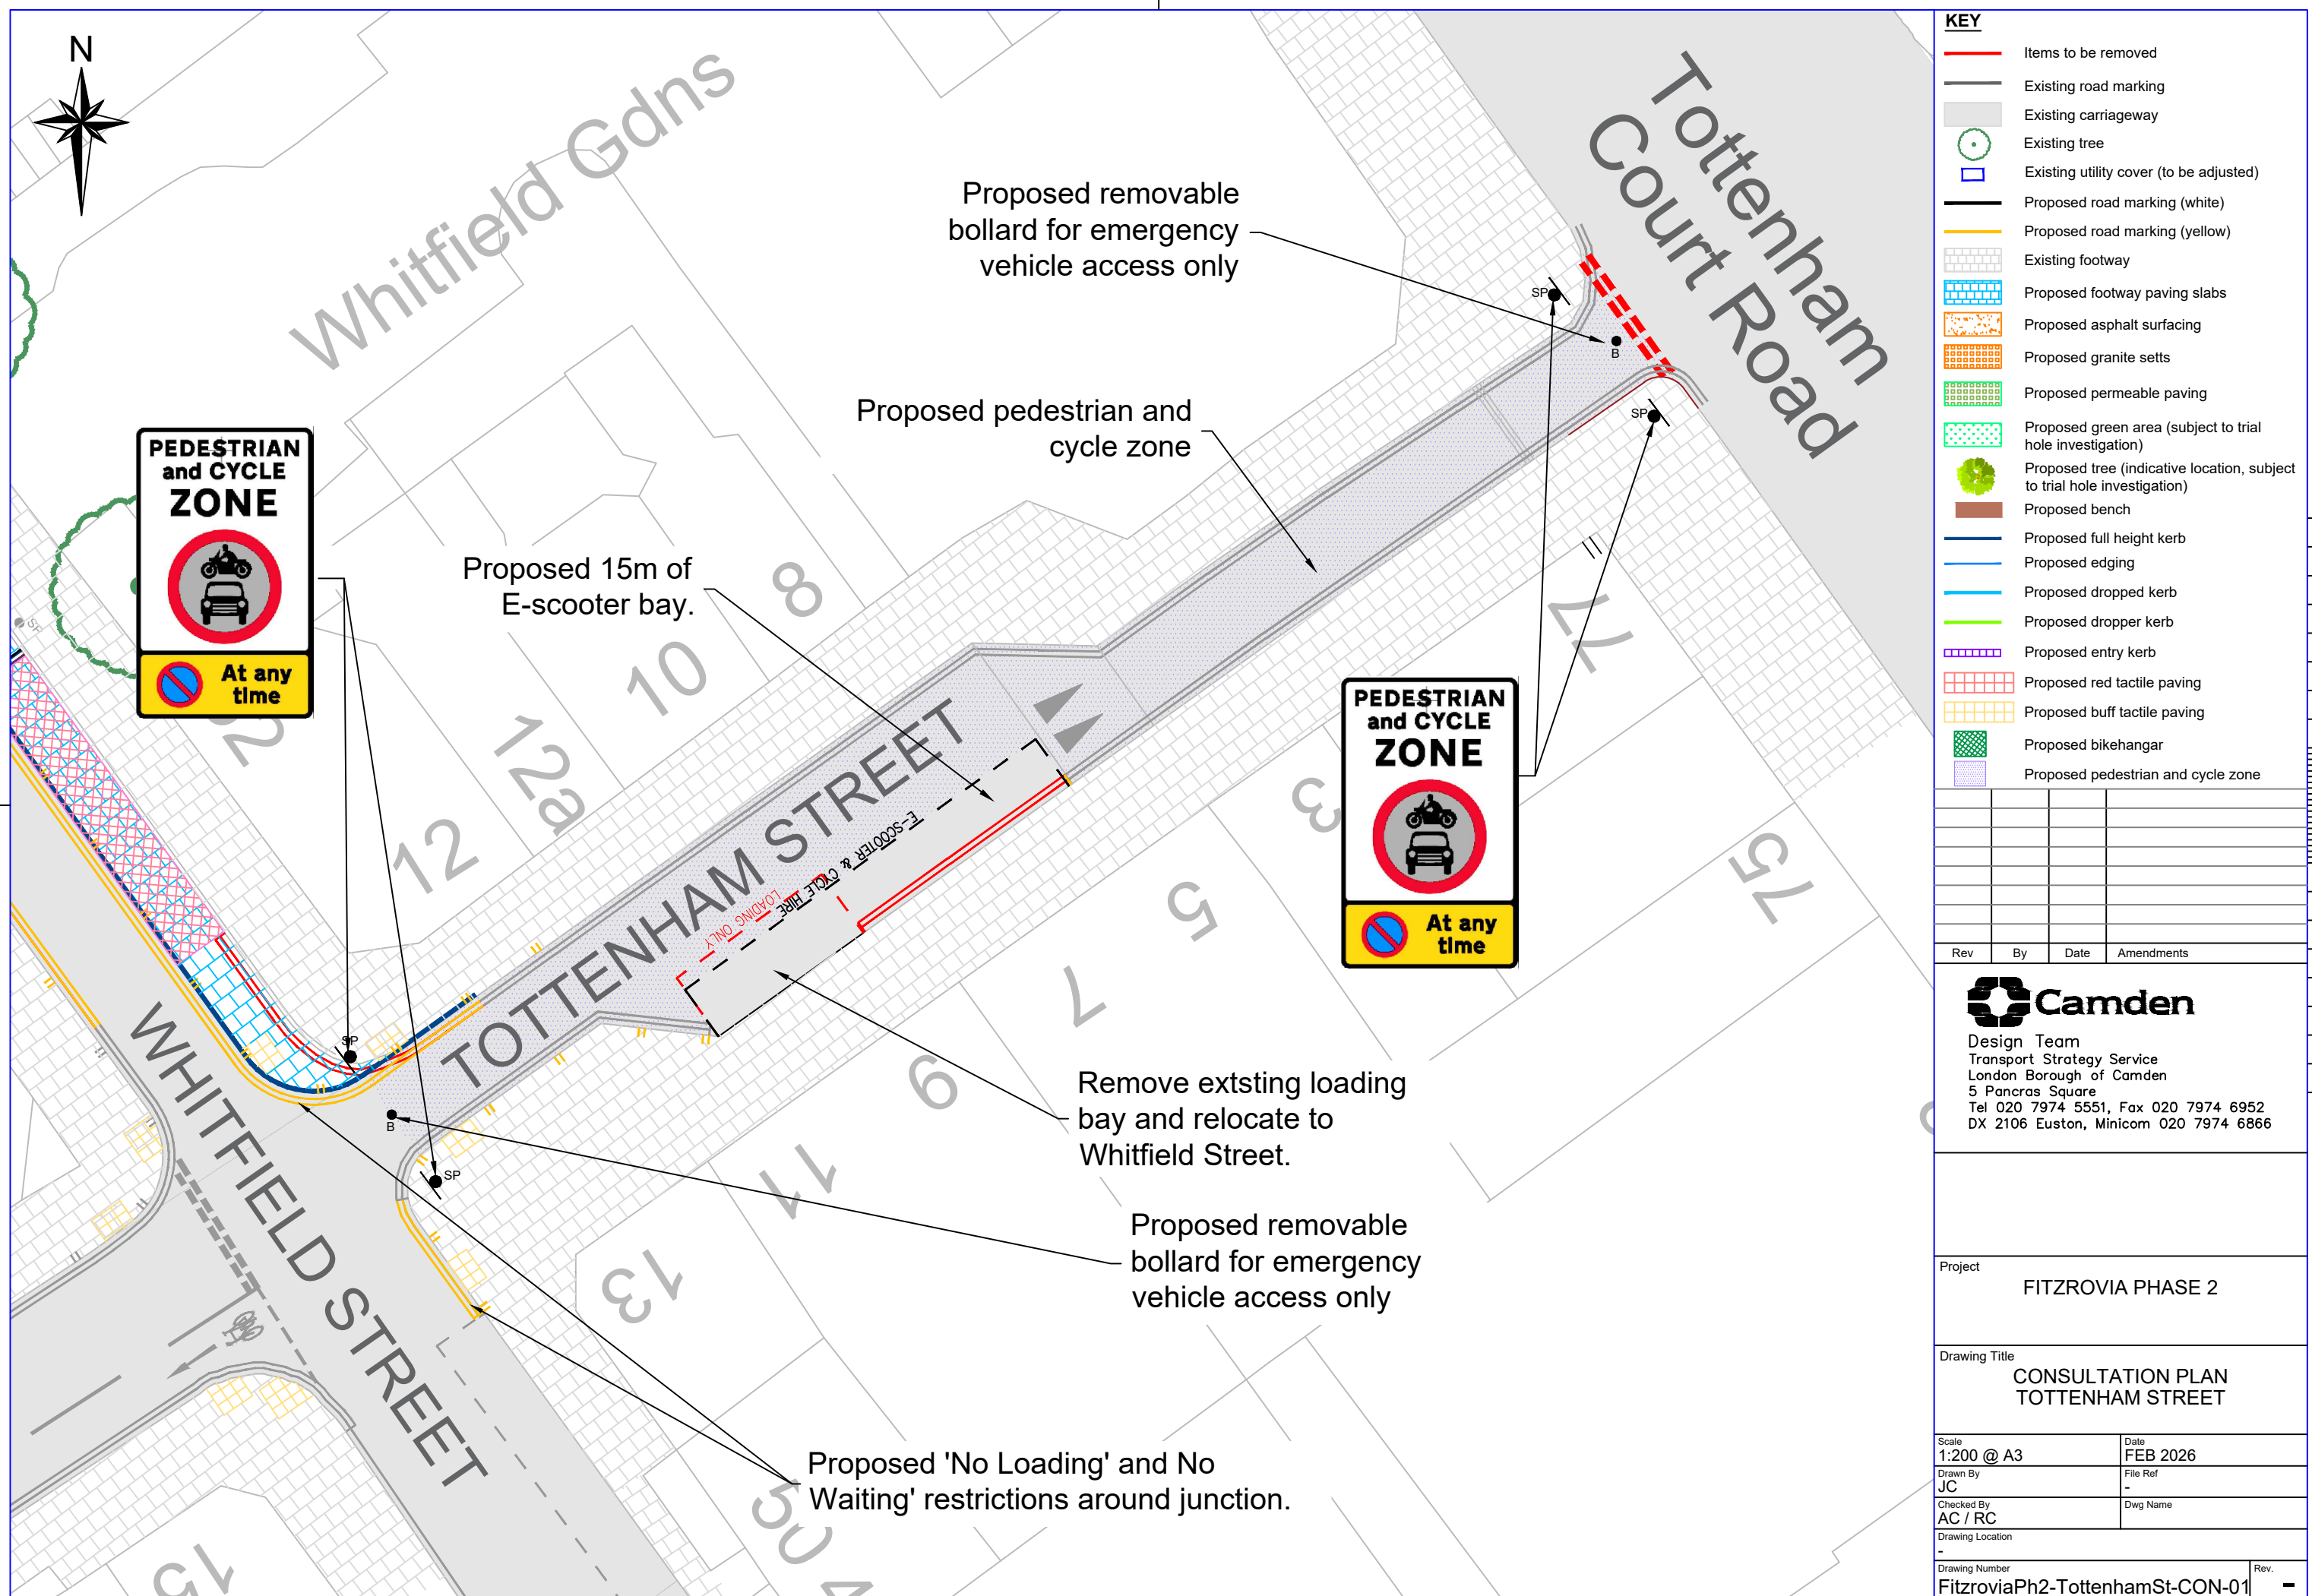 N
Whitfield Gdns
Tottenham
Court Road
Proposed removable
bollard for emergency
vehicle access only
SP
B
SP
Proposed pedestrian and
cycle zone
PEDESTRIAN
and CYCLE
ZONE
At any
time
Proposed 15m of
E-scooter bay.
SP
2
8
10
12a
12
77
75
3
5
7
9
11
13
15
TOTTENHAM STREET
E-SCOOTER & CYCLE HIRE
LOADING ONLY
PEDESTRIAN
and CYCLE
ZONE
At any
time
SP
B
SP
WHITFIELD STREET
Remove extsting loading
bay and relocate to
Whitfield Street.
Proposed removable
bollard for emergency
vehicle access only
Proposed 'No Loading' and No
Waiting' restrictions around junction.
KEY
Items to be removed
Existing road marking
Existing carriageway
Existing tree
Existing utility cover (to be adjusted)
Proposed road marking (white)
Proposed road marking (yellow)
Existing footway
Proposed footway paving slabs
Proposed asphalt surfacing
Proposed granite setts
Proposed permeable paving
Proposed green area (subject to trial
hole investigation)
Proposed tree (indicative location, subject
to trial hole investigation)
Proposed bench
Proposed full height kerb
Proposed edging
Proposed dropped kerb
Proposed dropper kerb
Proposed entry kerb
Proposed red tactile paving
Proposed buff tactile paving
Proposed bikehangar
Proposed pedestrian and cycle zone
Rev By Date Amendments
Camden
Design Team
Transport Strategy Service
London Borough of Camden
5 Pancras Square
Tel 020 7974 5551, Fax 020 7974 6952
DX 2106 Euston, Minicom 020 7974 6866
Project
FITZROVIA PHASE 2
Drawing Title
CONSULTATION PLAN
TOTTENHAM STREET
Scale
1:200 @ A3
Date
FEB 2026
Drawn By
JC
File Ref
-
Checked By
AC / RC
Dwg Name
Drawing Location
-
Drawing Number
FitzroviaPh2-TottenhamSt-CON-01
Rev.
-